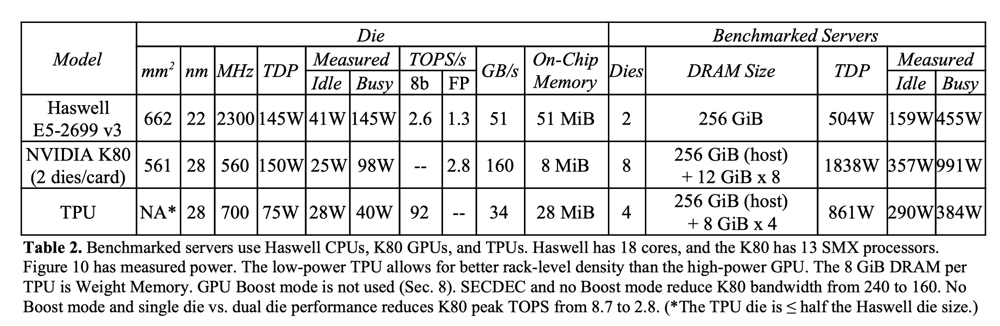 Model | Die | Benchmarked Servers
mm² | nm | MHz | TDP | Measured | TOPS/s | GB/s | On-Chip Memory | Dies | DRAM Size | TDP | Measured
Idle | Busy | 8b | FP | Idle | Busy
Haswell E5-2699 v3 | 662 | 22 | 2300 | 145W | 41W | 145W | 2.6 | 1.3 | 51 | 51 MiB | 2 | 256 GiB | 504W | 159W | 455W
NVIDIA K80 (2 dies/card) | 561 | 28 | 560 | 150W | 25W | 98W | -- | 2.8 | 160 | 8 MiB | 8 | 256 GiB (host) + 12 GiB x 8 | 1838W | 357W | 991W
TPU | NA* | 28 | 700 | 75W | 28W | 40W | 92 | -- | 34 | 28 MiB | 4 | 256 GiB (host) + 8 GiB x 4 | 861W | 290W | 384W
Table 2. Benchmarked servers use Haswell CPUs, K80 GPUs, and TPUs. Haswell has 18 cores, and the K80 has 13 SMX processors.
Figure 10 has measured power. The low-power TPU allows for better rack-level density than the high-power GPU. The 8 GiB DRAM per
TPU is Weight Memory. GPU Boost mode is not used (Sec. 8). SECDEC and no Boost mode reduce K80 bandwidth from 240 to 160. No
Boost mode and single die vs. dual die performance reduces K80 peak TOPS from 8.7 to 2.8. (*The TPU die is ≤ half the Haswell die size.)